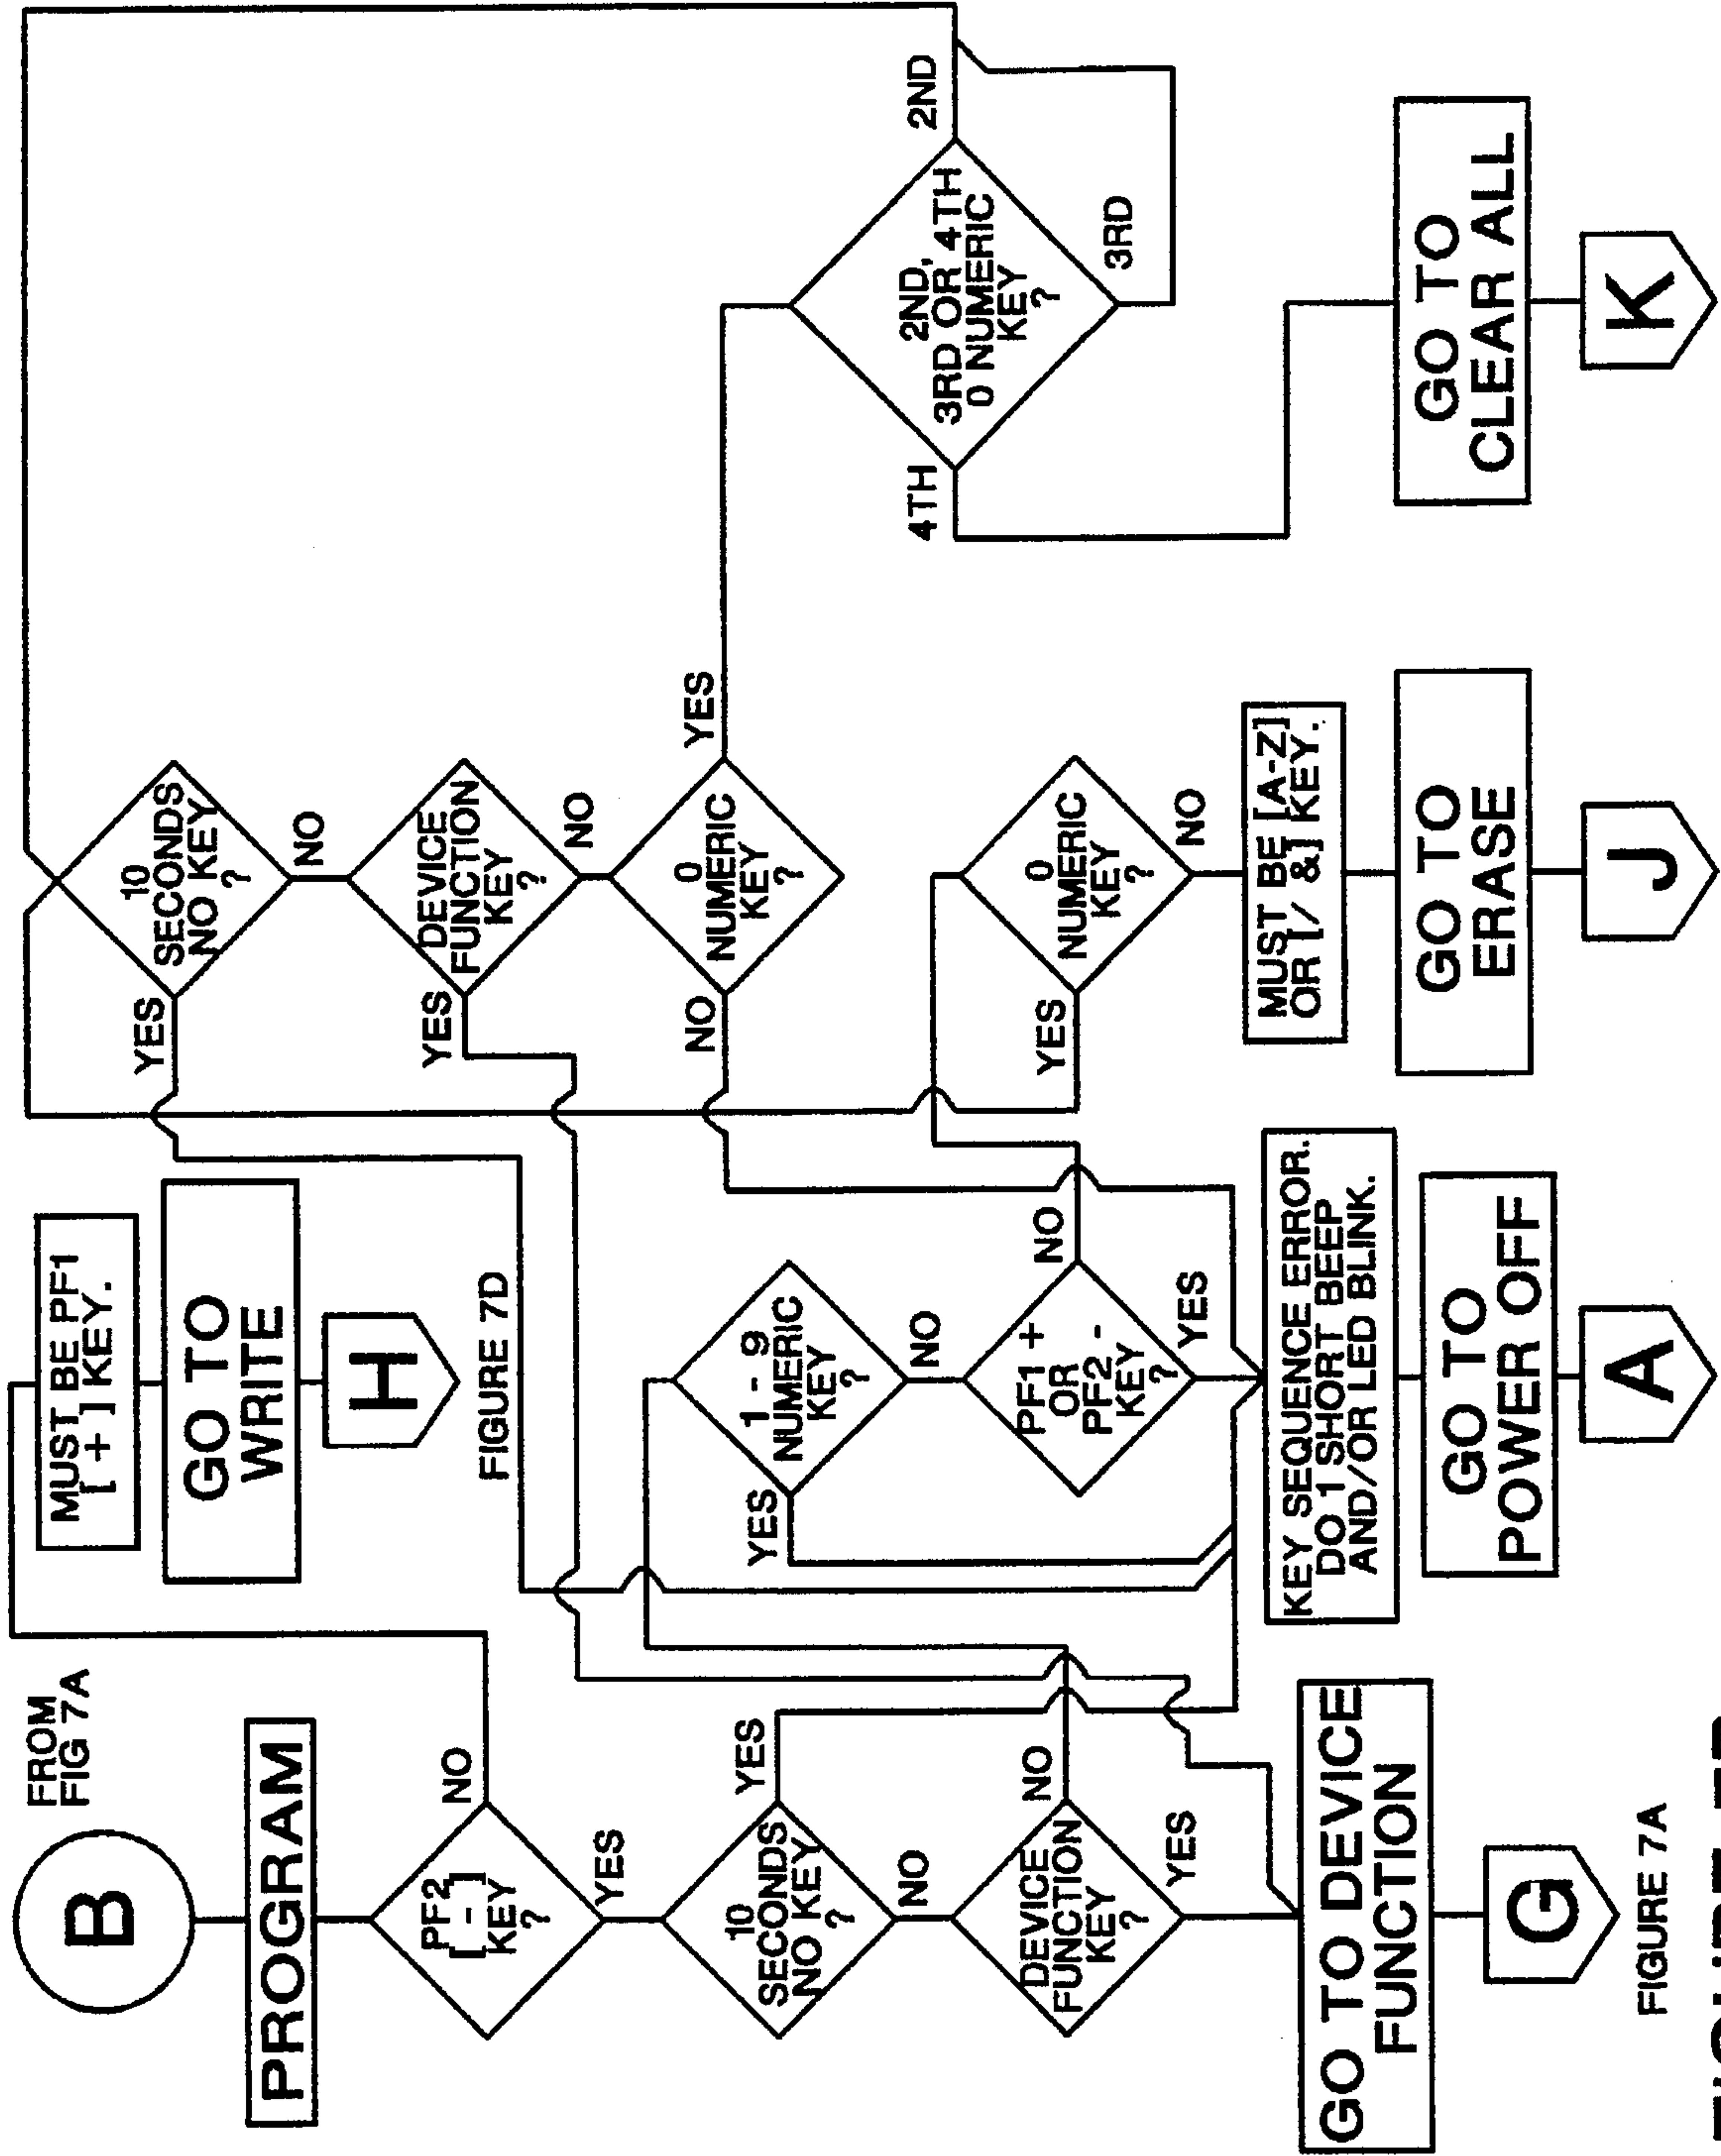 FROM
FIG 7A
B
PROGRAM
PF2
[ - ]
KEY
?
NO
YES
10
SECONDS
NO KEY
?
YES
NO
DEVICE
FUNCTION
KEY
?
NO
YES
GO TO DEVICE
FUNCTION
G
FIGURE 7A
MUST BE PF1
[ + ] KEY.
GO TO
WRITE
H
FIGURE 7D
1 - 9
NUMERIC
KEY
?
YES
NO
PF1 +
OR
PF2 -
KEY
?
NO
YES
KEY SEQUENCE ERROR.
DO 1 SHORT BEEP
AND/OR LED BLINK.
GO TO
POWER OFF
A
10
SECONDS
NO KEY
?
YES
NO
DEVICE
FUNCTION
KEY
?
YES
NO
0
NUMERIC
KEY
?
NO
YES
0
NUMERIC
KEY
?
YES
NO
MUST BE [A-Z]
OR [/ &] KEY.
GO TO
ERASE
J
2ND,
3RD OR 4TH
0 NUMERIC
KEY
?
4TH
2ND
3RD
GO TO
CLEAR ALL
K